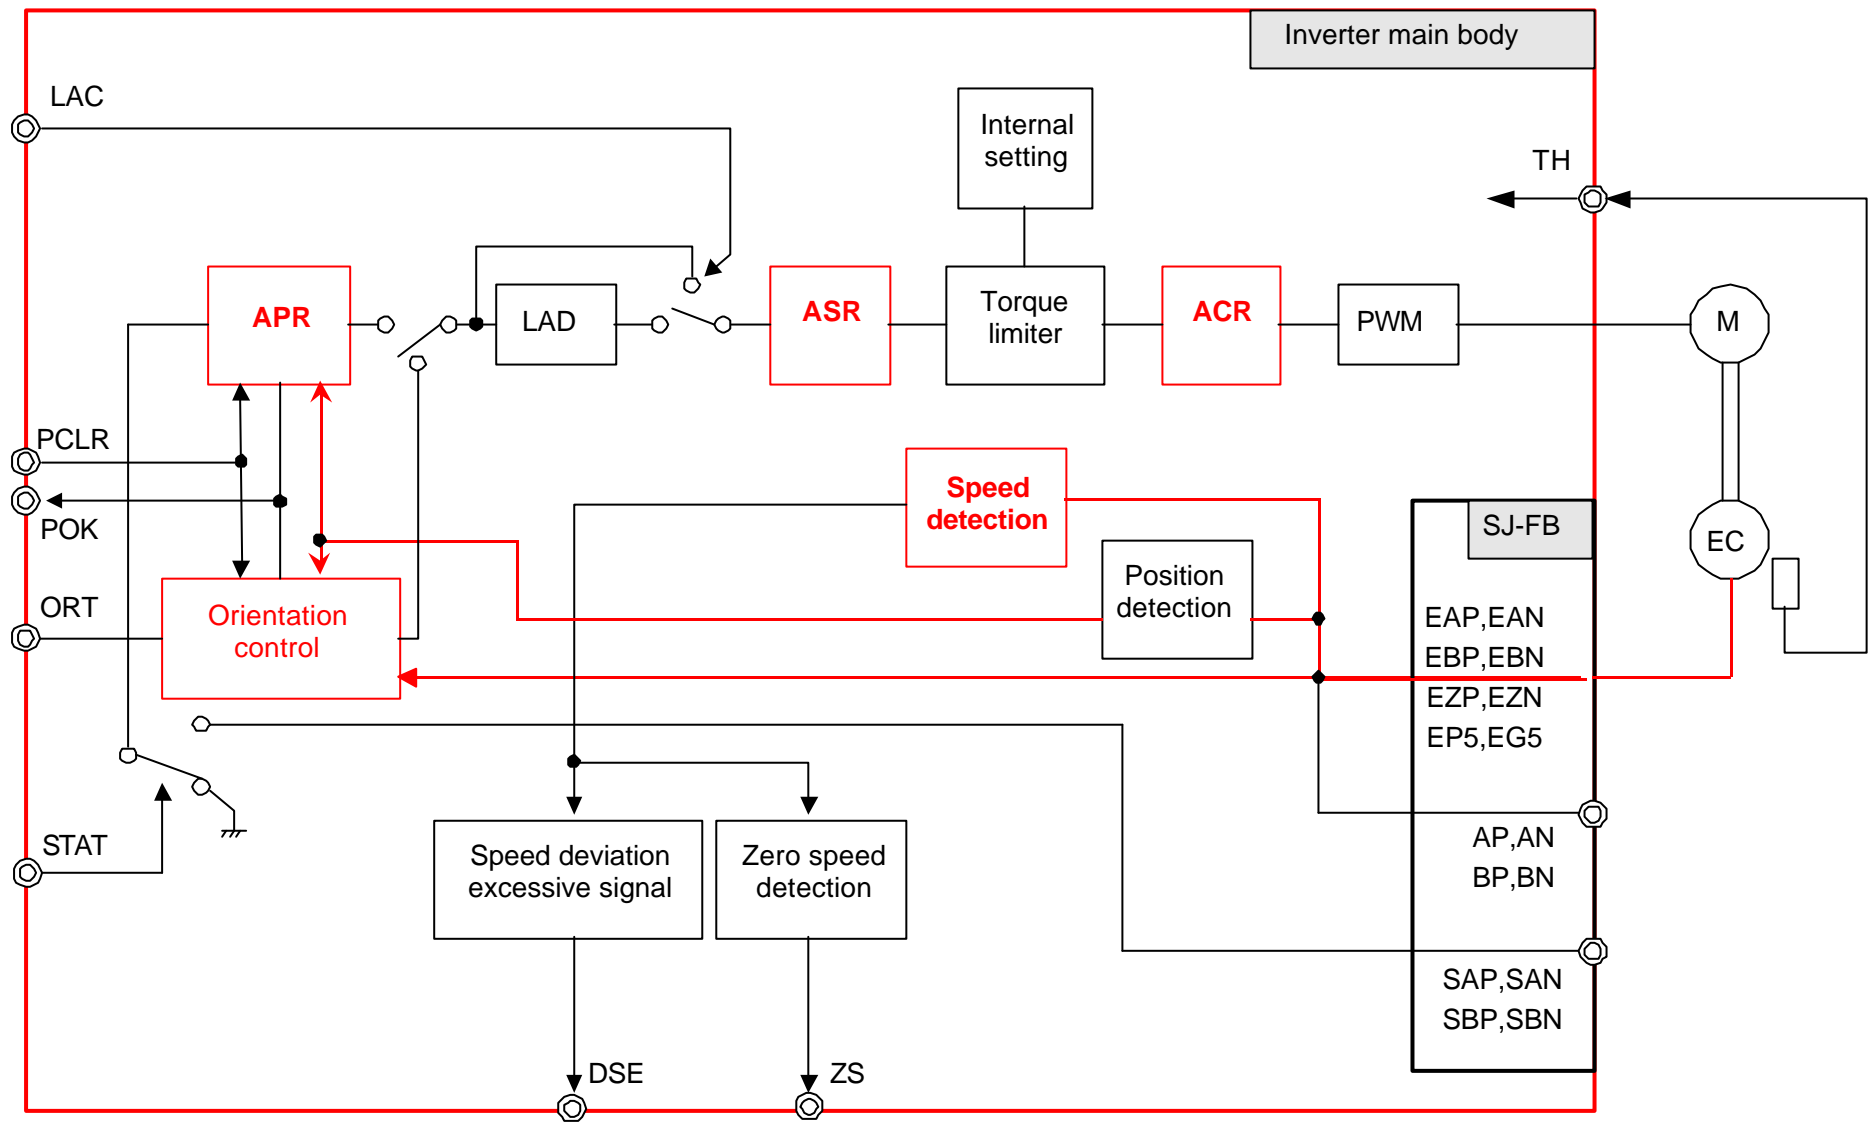 Inverter main body
LAC
Internal
setting
TH
APR
LAD
ASR
Torque
limiter
ACR
PWM
M
PCLR
POK
Speed
detection
SJ-FB
EC
Position
detection
ORT
Orientation
control
EAP,EAN
EBP,EBN
EZP,EZN
EP5,EG5
STAT
Speed deviation
excessive signal
Zero speed
detection
AP,AN
BP,BN
SAP,SAN
SBP,SBN
DSE
ZS